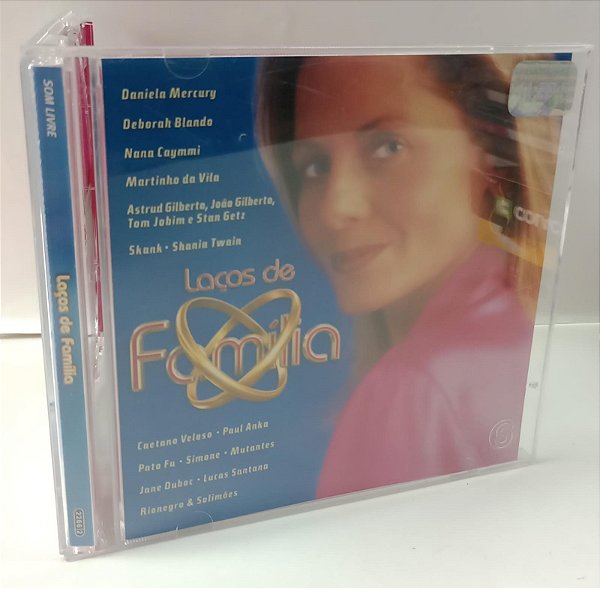 SOM LIVRE
Laços de Família
2266/2
Daniela Mercury
Deborah Blando
Nana Caymmi
Martinho da Vila
Astrud Gilberto, João Gilberto,
Tom Jobim e Stan Getz
Skank • Shania Twain
Laços de
Família
Caetano Veloso • Paul Anka
Pato Fu • Simone • Mutantes
Jane Duboc • Lucas Santana
Rionegro & Solimões